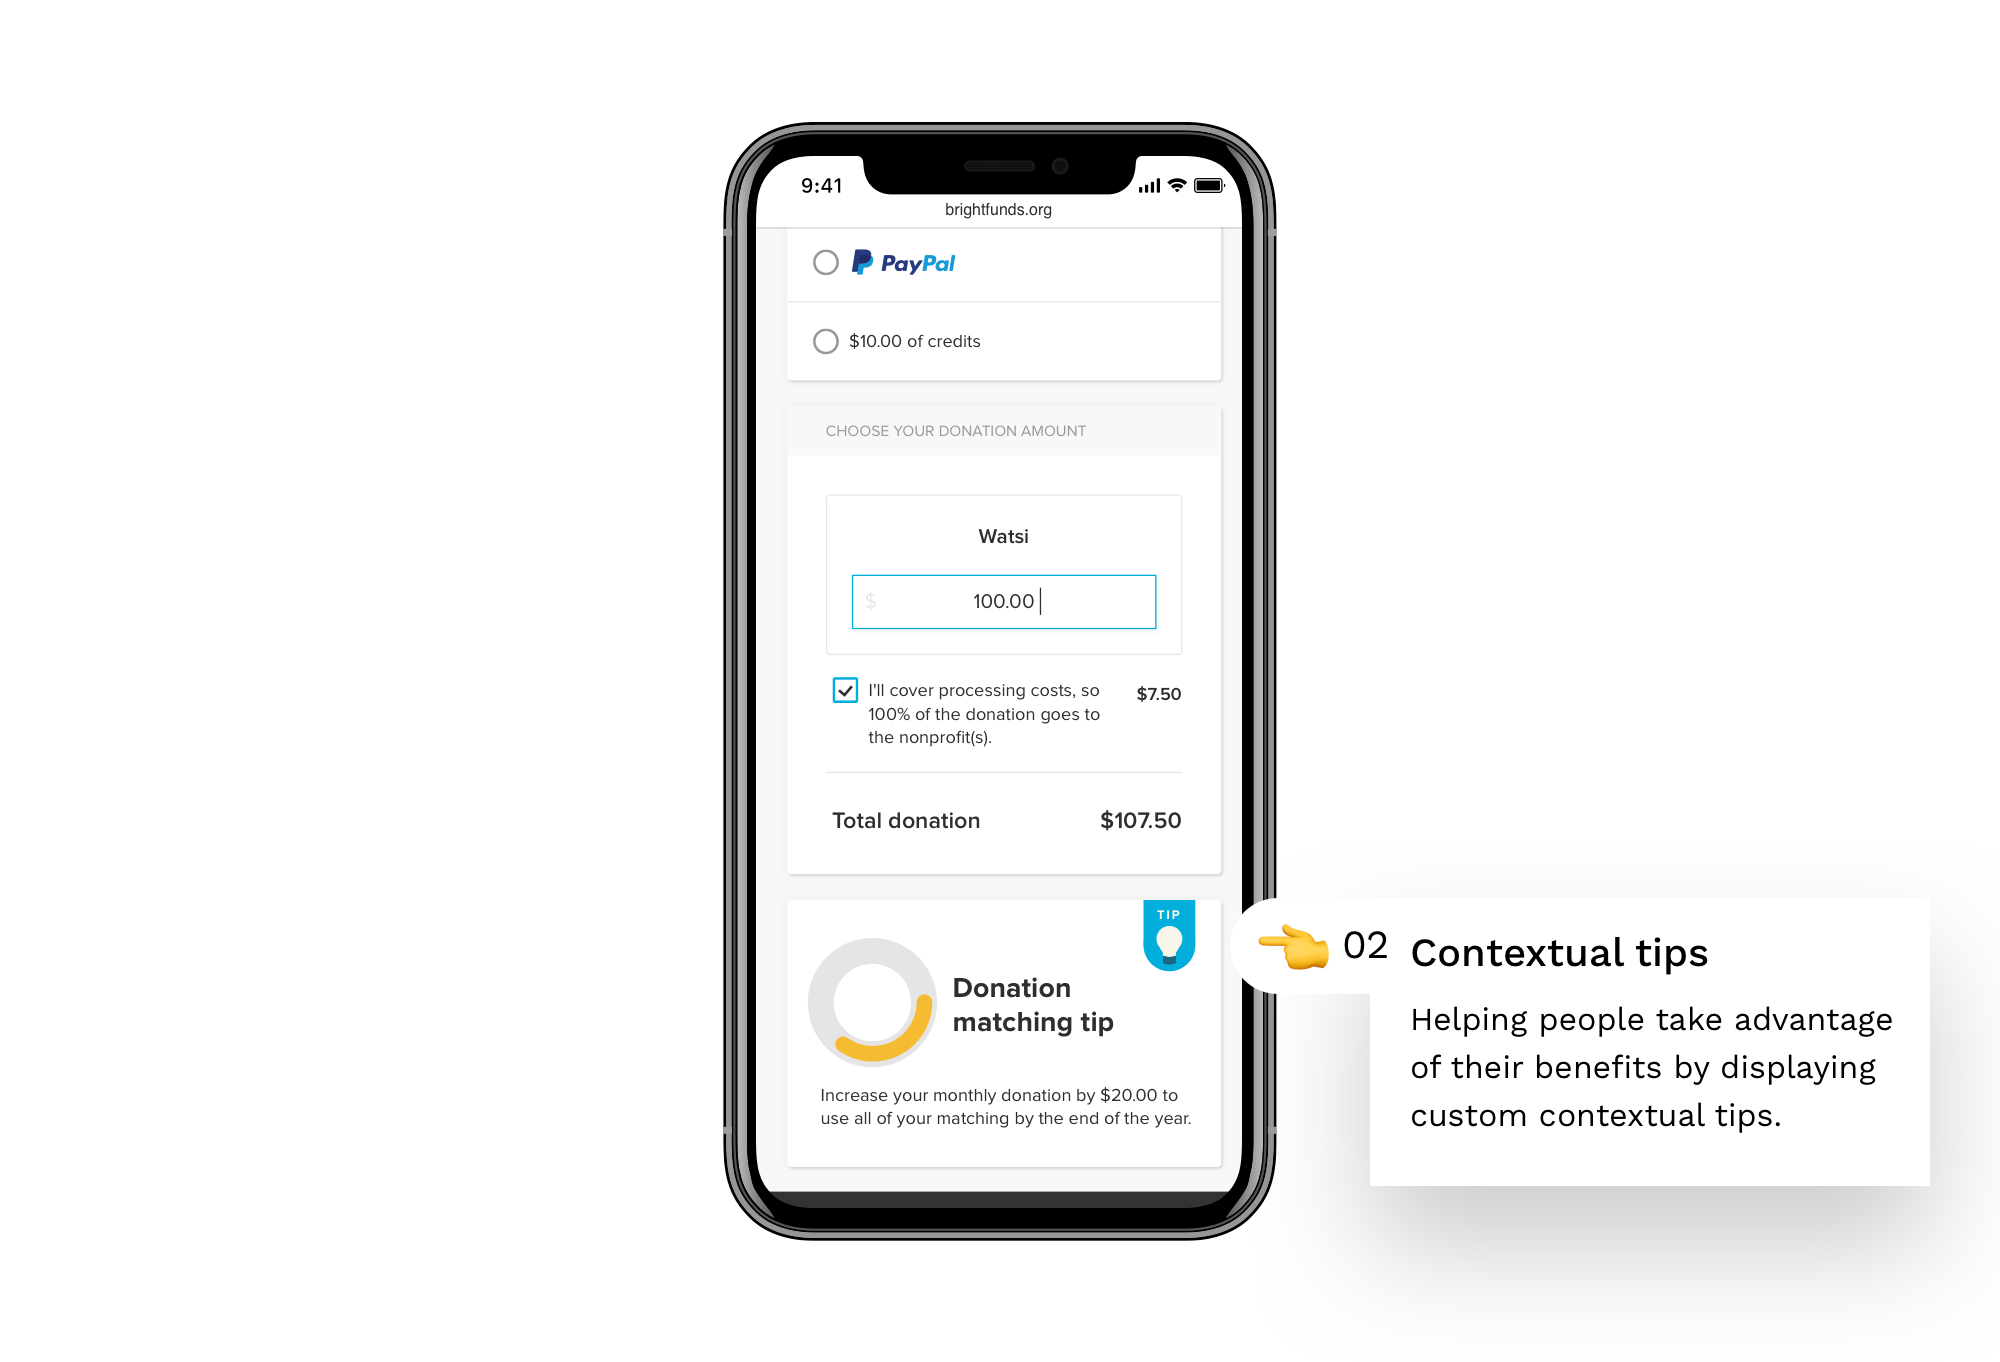 9:41
brightfunds.org
PayPal
$10.00 of credits
CHOOSE YOUR DONATION AMOUNT
Watsi
$ 100.00
I'll cover processing costs, so
100% of the donation goes to
the nonprofit(s).
$7.50
Total donation $107.50
TIP
Donation
matching tip
Increase your monthly donation by $20.00 to
use all of your matching by the end of the year.
02 Contextual tips
Helping people take advantage
of their benefits by displaying
custom contextual tips.